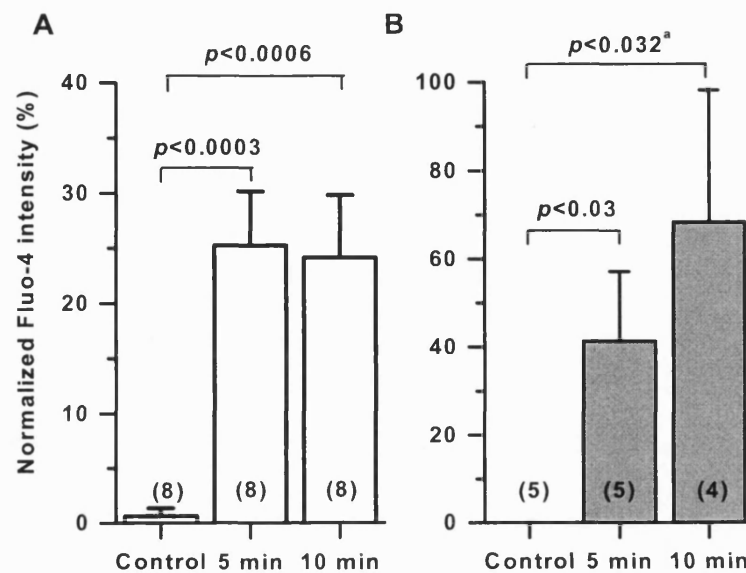 A
B
p<0.0006
p<0.032a
40
100
p<0.0003
80
30
p<0.03
60
20
40
10
20
(8)
(8)
(8)
(5)
(5)
(4)
0
0
Control 5 min 10 min
Control 5 min 10 min
Normalized Fluo-4 intensity (%)